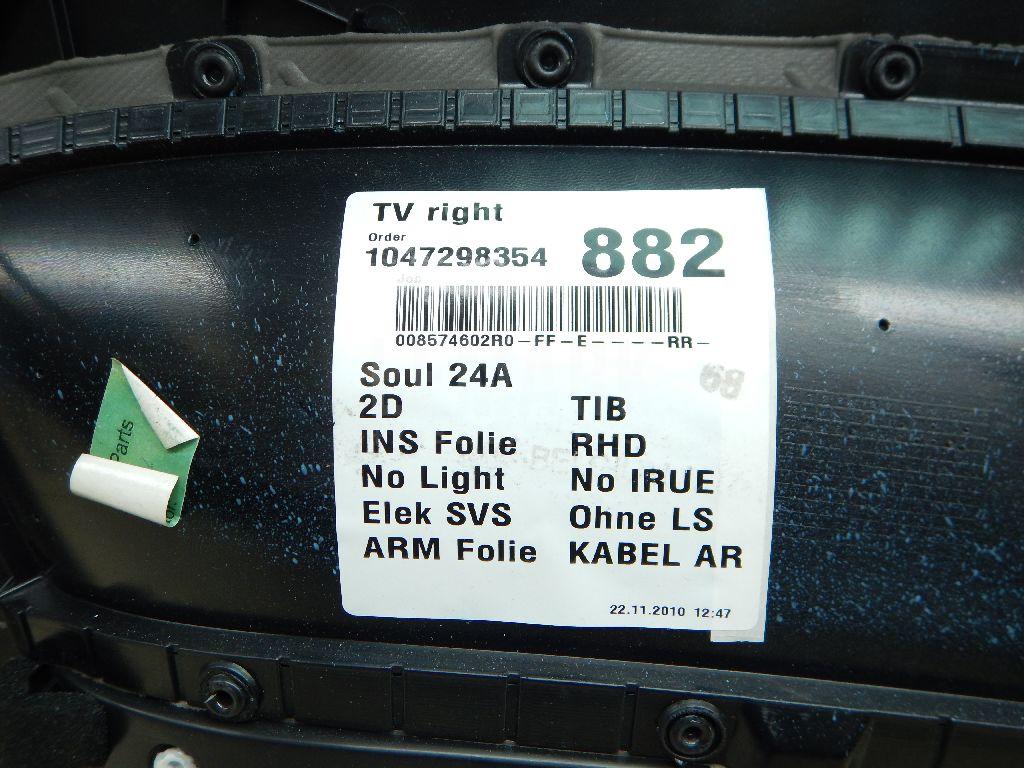 TV right
Order
1047298354 882
008574602R0-FF-E----RR-
Soul 24A
2D TIB
INS Folie RHD
No Light No IRUE
Elek SVS Ohne LS
ARM Folie KABEL AR
22.11.2010 12:47
Parts